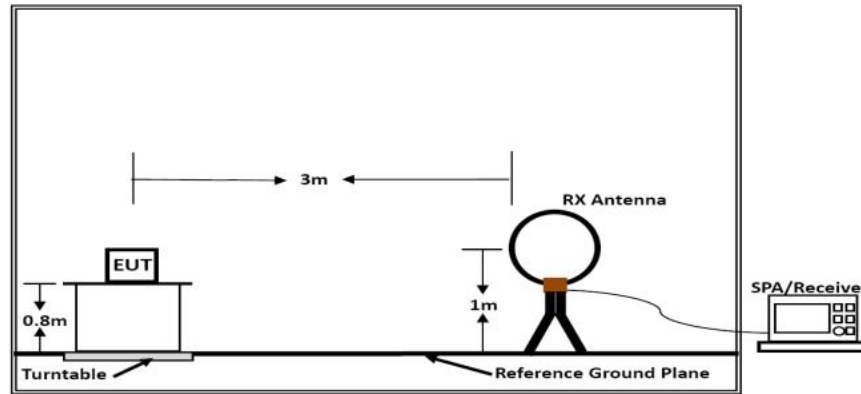 3m
RX Antenna
EUT
SPA/Receive
0.8m
1m
Turntable
Reference Ground Plane